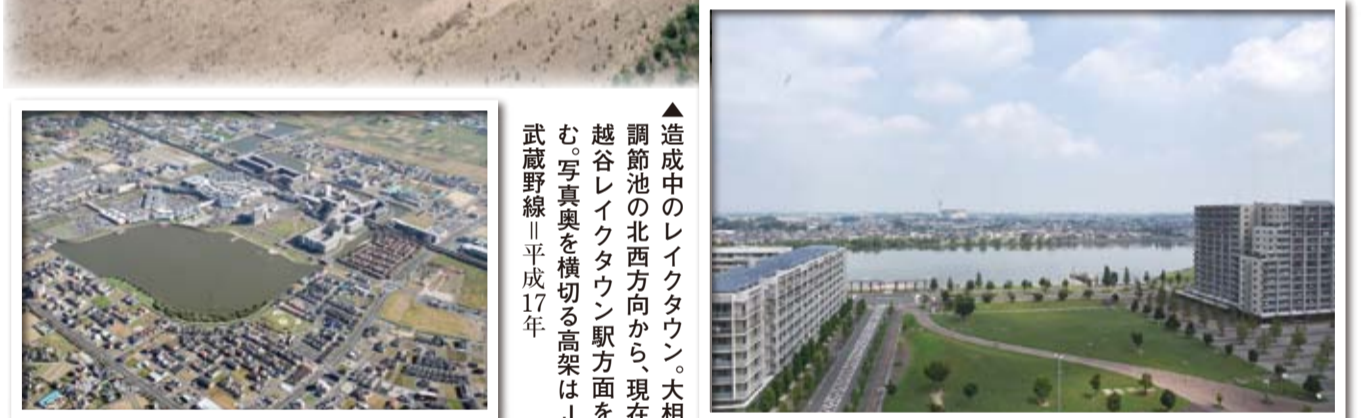 ▲造成中のレイクタウン。大相
調節池の北西方向から、現在
越谷レイクタウン駅方面を
む。写真奥を横切る高架はJ
武蔵野線=平成17年